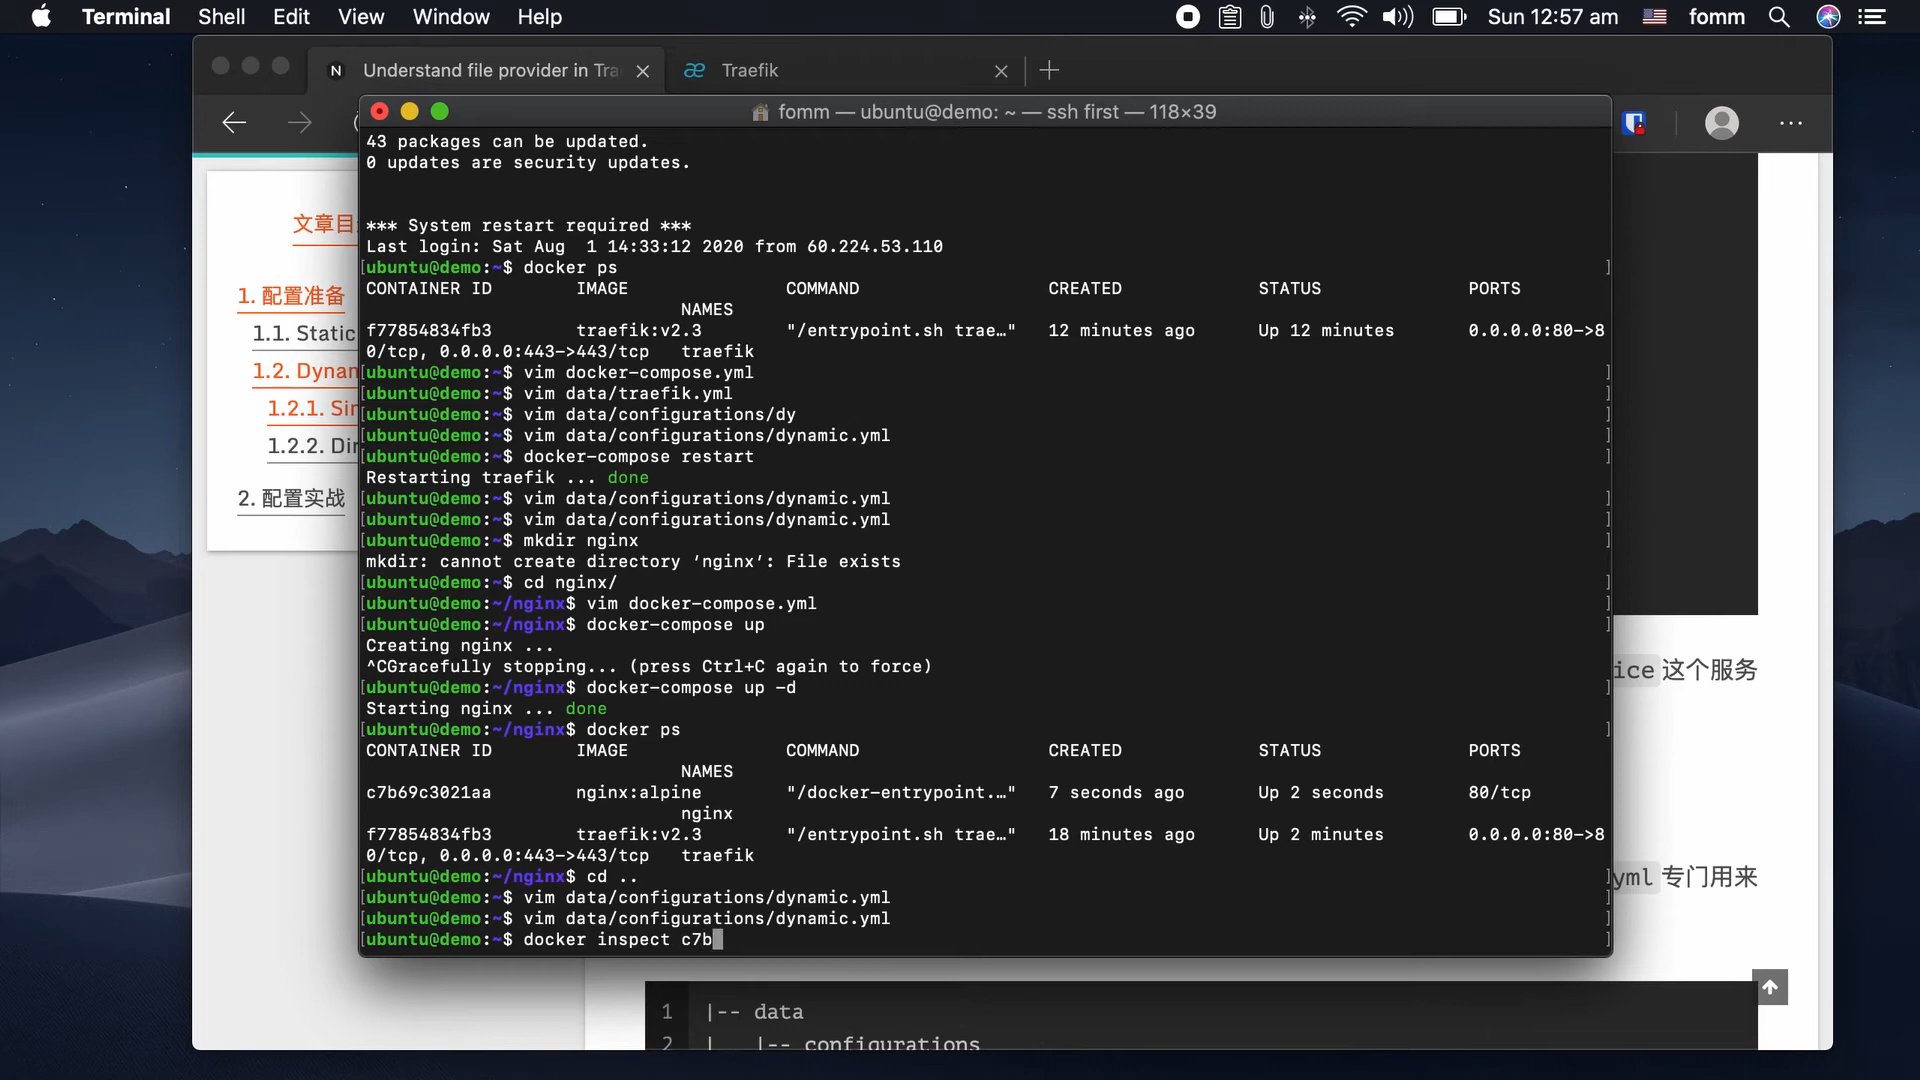 Terminal Shell Edit View Window Help Sun 12:57 am fomm
Understand file provider in Tra Traefik
fomm — ubuntu@demo: ~ — ssh first — 118×39
43 packages can be updated.
0 updates are security updates.
*** System restart required ***
Last login: Sat Aug  1 14:33:12 2020 from 60.224.53.110
[ubuntu@demo:~$ docker ps ]
CONTAINER ID        IMAGE               COMMAND                  CREATED             STATUS              PORTS
NAMES
f77854834fb3        traefik:v2.3        "/entrypoint.sh trae…"   12 minutes ago      Up 12 minutes       0.0.0.0:80->8
0/tcp, 0.0.0.0:443->443/tcp   traefik
[ubuntu@demo:~$ vim docker-compose.yml ]
[ubuntu@demo:~$ vim data/traefik.yml ]
[ubuntu@demo:~$ vim data/configurations/dy ]
[ubuntu@demo:~$ vim data/configurations/dynamic.yml ]
[ubuntu@demo:~$ docker-compose restart ]
Restarting traefik ... done
[ubuntu@demo:~$ vim data/configurations/dynamic.yml ]
[ubuntu@demo:~$ vim data/configurations/dynamic.yml ]
[ubuntu@demo:~$ mkdir nginx ]
mkdir: cannot create directory ‘nginx’: File exists
[ubuntu@demo:~$ cd nginx/ ]
[ubuntu@demo:~/nginx$ vim docker-compose.yml ]
[ubuntu@demo:~/nginx$ docker-compose up ]
Creating nginx ...
^CGracefully stopping... (press Ctrl+C again to force)
[ubuntu@demo:~/nginx$ docker-compose up -d ]
Starting nginx ... done
[ubuntu@demo:~/nginx$ docker ps ]
CONTAINER ID        IMAGE               COMMAND                  CREATED             STATUS              PORTS
NAMES
c7b69c3021aa        nginx:alpine        "/docker-entrypoint.…"   7 seconds ago       Up 2 seconds        80/tcp
nginx
f77854834fb3        traefik:v2.3        "/entrypoint.sh trae…"   18 minutes ago      Up 2 minutes        0.0.0.0:80->8
0/tcp, 0.0.0.0:443->443/tcp   traefik
[ubuntu@demo:~/nginx$ cd .. ]
[ubuntu@demo:~$ vim data/configurations/dynamic.yml ]
[ubuntu@demo:~$ vim data/configurations/dynamic.yml ]
[ubuntu@demo:~$ docker inspect c7b ]
文章目
1. 配置准备
1.1. Static
1.2. Dynan
1.2.1. Sin
1.2.2. Dir
2. 配置实战
ice 这个服务
yml 专门用来
1 |-- data
2 | |-- configurations